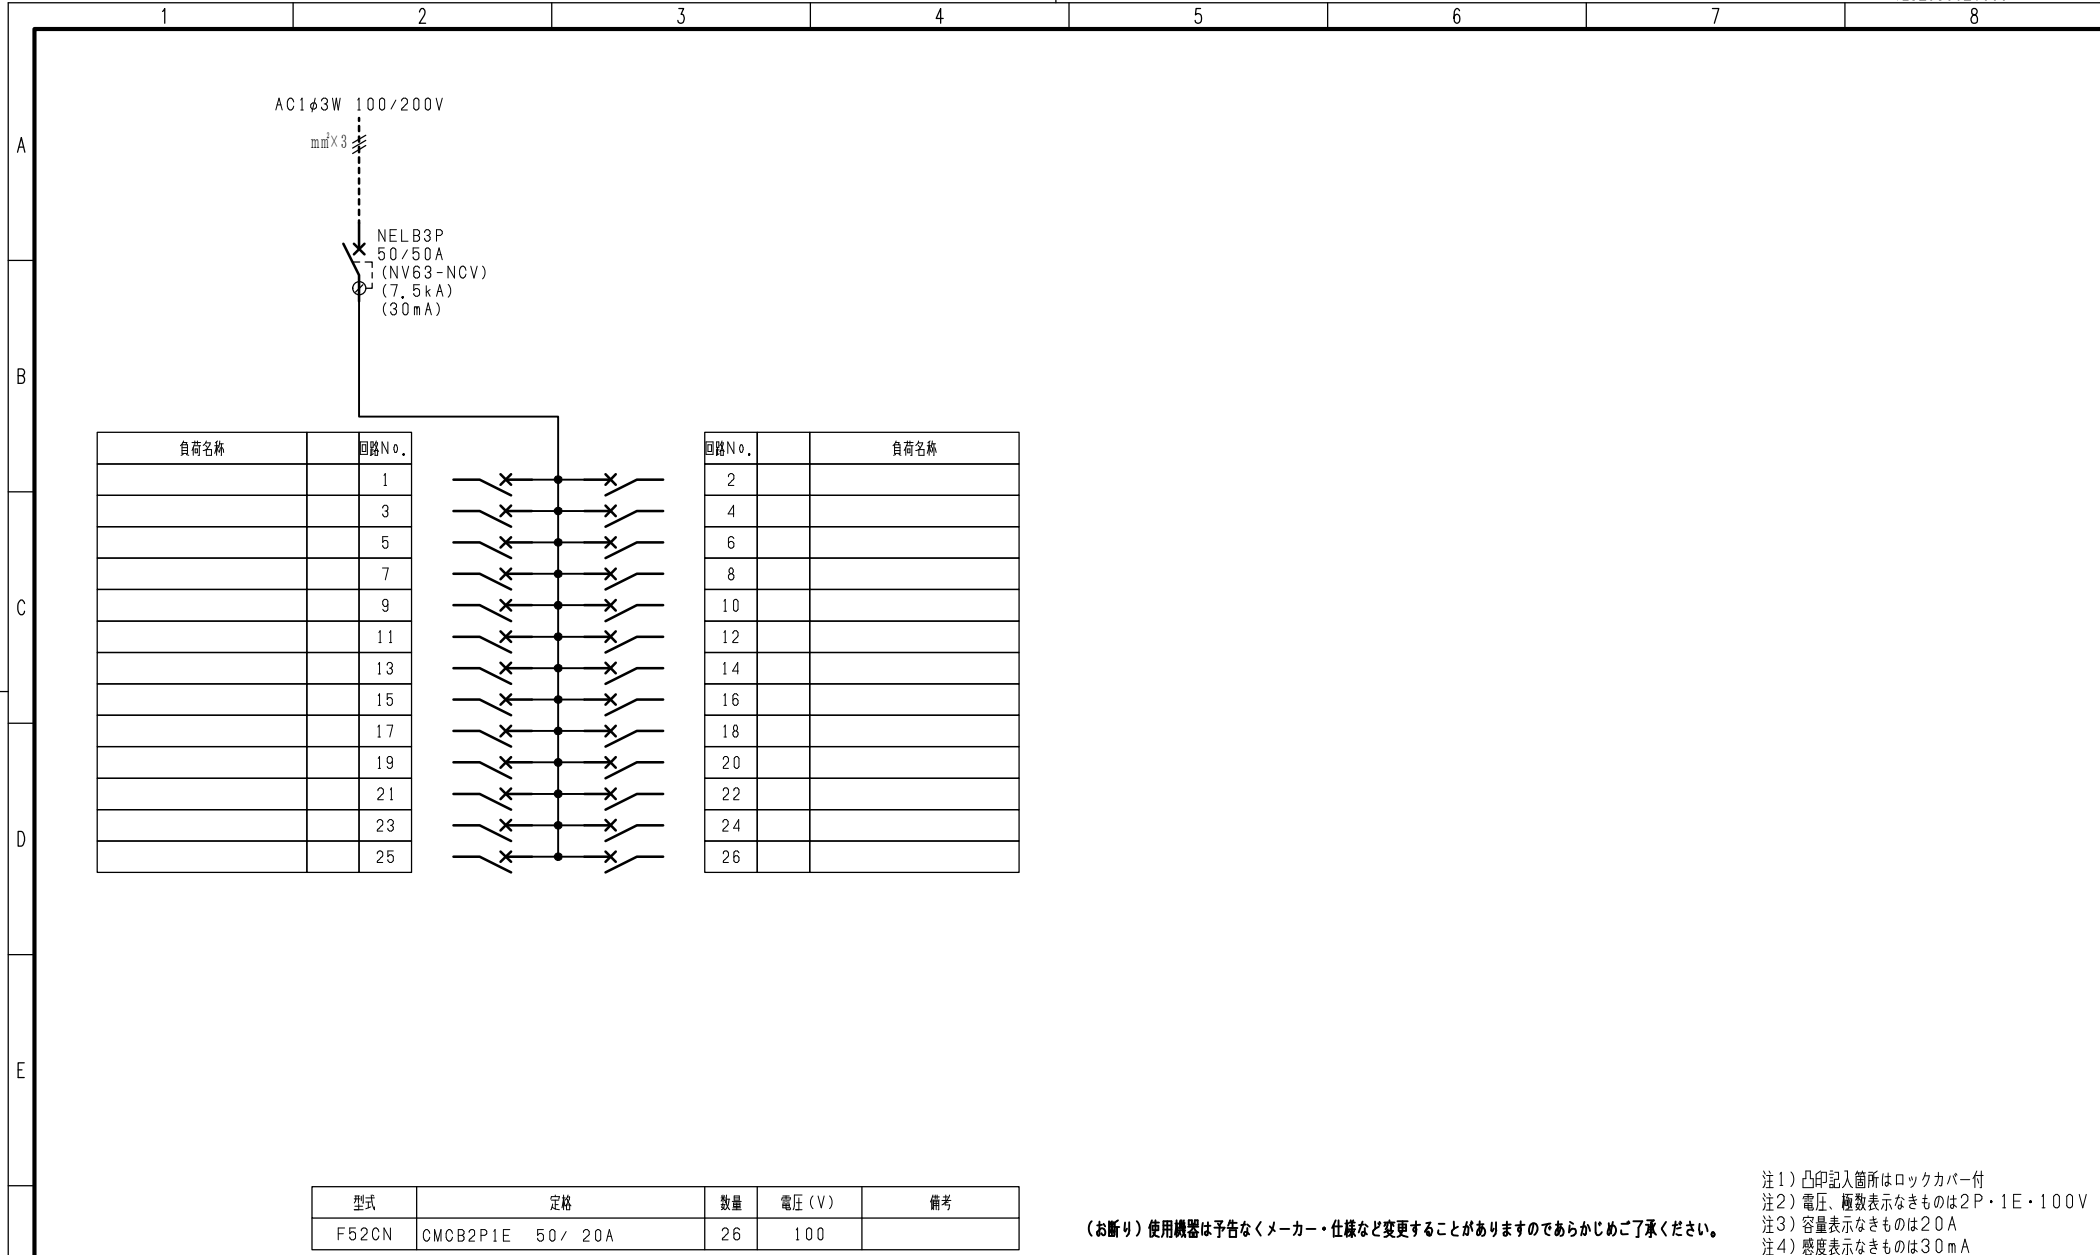 1 2 3 4 5 6 7 8
AC1φ3W 100/200V
mm²×3
A
NELB3P
50/50A
(NV63-NCV)
(7.5kA)
(30mA)
B
負荷名称 回路No. 回路No. 負荷名称
1 2
3 4
5 6
7 8
9 10
C
11 12
13 14
15 16
17 18
19 20
21 22
23 24
D
25 26
E
型式 定格 数量 電圧(V) 備考
F52CN CMCB2P1E 50/ 20A 26 100
(お断り)使用機器は予告なくメーカー・仕様など変更することがありますのであらかじめご了承ください。
注1)凸印記入箇所はロックカバー付
注2)電圧、極数表示なきものは2P・1E・100V
注3)容量表示なきものは20A
注4)感度表示なきものは30mA